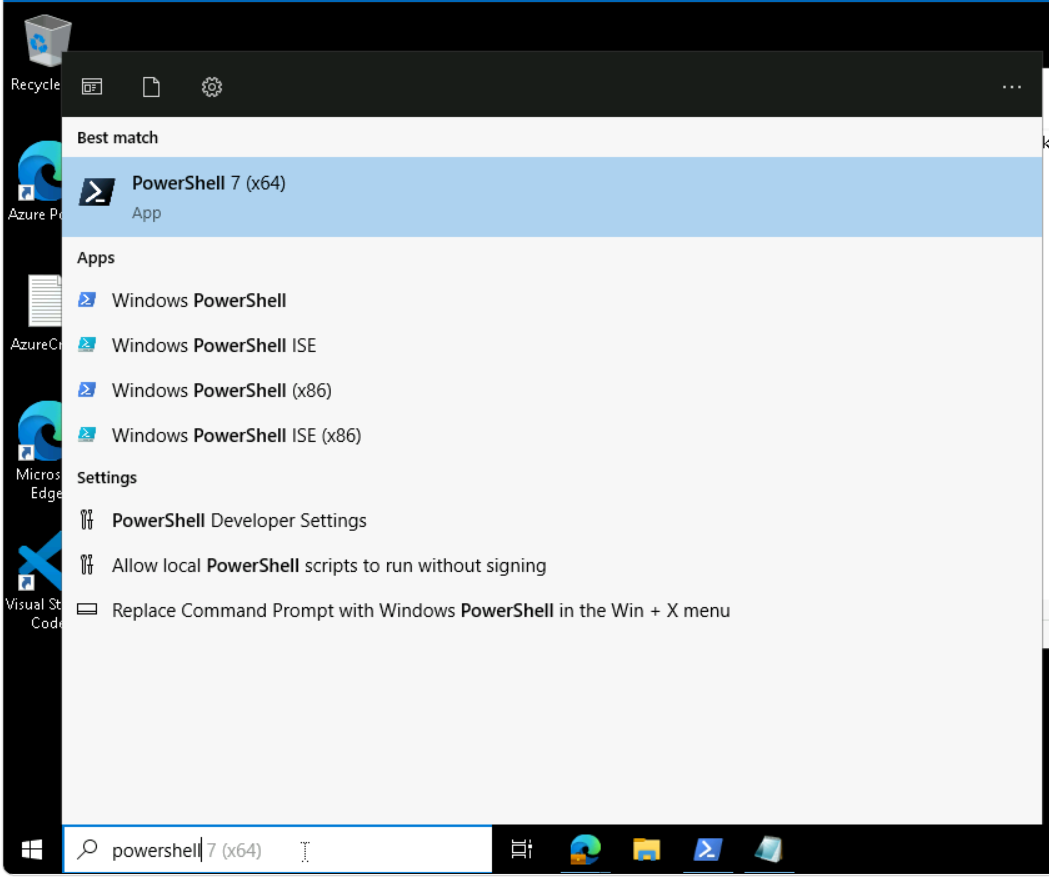 Recycle
Best match
PowerShell 7 (x64)
App
Azure Po
Apps
Windows PowerShell
Windows PowerShell ISE
AzureCr
Windows PowerShell (x86)
Windows PowerShell ISE (x86)
Micros
Edge
Settings
PowerShell Developer Settings
Allow local PowerShell scripts to run without signing
Visual St
Code
Replace Command Prompt with Windows PowerShell in the Win + X menu
powershell 7 (x64)